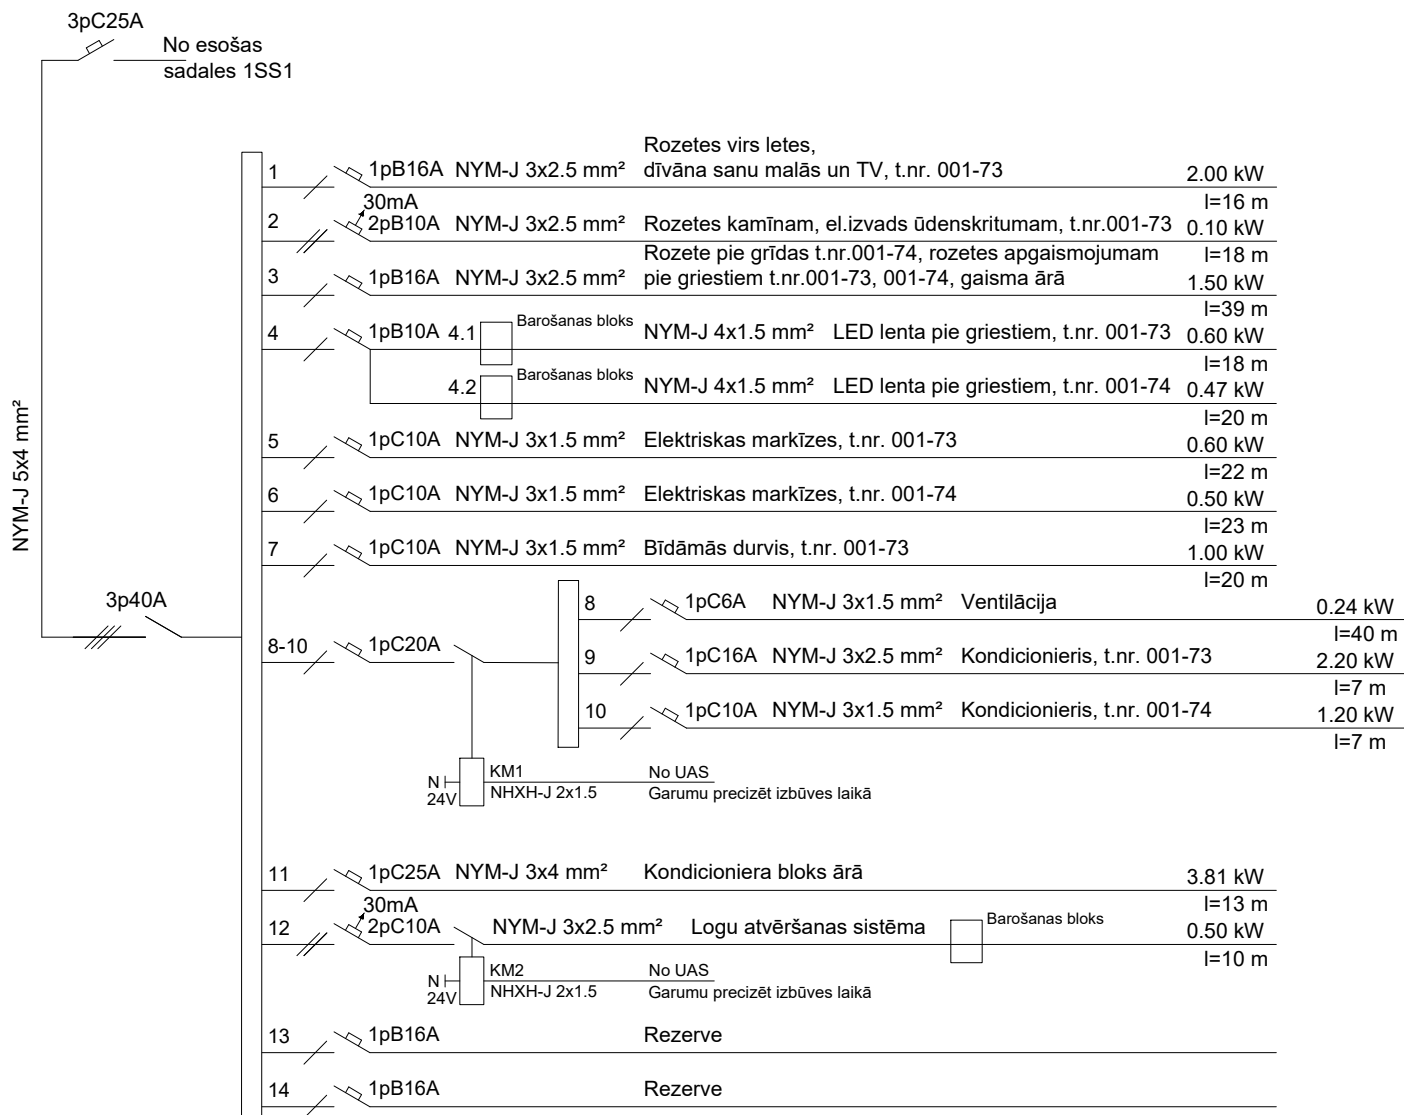 3pC25A
No esošas
sadales 1SS1
NYM-J 5x4 mm²
3p40A
1 1pB16A NYM-J 3x2.5 mm² Rozetes virs letes,
dīvāna sanu malās un TV, t.nr. 001-73 2.00 kW
l=16 m
30mA
2 2pB10A NYM-J 3x2.5 mm² Rozetes kamīnam, el.izvads ūdenskritumam, t.nr.001-73 0.10 kW
l=18 m
Rozete pie grīdas t.nr.001-74, rozetes apgaismojumam
3 1pB16A NYM-J 3x2.5 mm² pie griestiem t.nr.001-73, 001-74, gaisma ārā 1.50 kW
l=39 m
4 1pB10A 4.1 Barošanas bloks NYM-J 4x1.5 mm² LED lenta pie griestiem, t.nr. 001-73 0.60 kW
l=18 m
4.2 Barošanas bloks NYM-J 4x1.5 mm² LED lenta pie griestiem, t.nr. 001-74 0.47 kW
l=20 m
5 1pC10A NYM-J 3x1.5 mm² Elektriskas markīzes, t.nr. 001-73 0.60 kW
l=22 m
6 1pC10A NYM-J 3x1.5 mm² Elektriskas markīzes, t.nr. 001-74 0.50 kW
l=23 m
7 1pC10A NYM-J 3x1.5 mm² Bīdāmās durvis, t.nr. 001-73 1.00 kW
l=20 m
8-10 1pC20A
8 1pC6A NYM-J 3x1.5 mm² Ventilācija 0.24 kW
l=40 m
9 1pC16A NYM-J 3x2.5 mm² Kondicionieris, t.nr. 001-73 2.20 kW
l=7 m
10 1pC10A NYM-J 3x1.5 mm² Kondicionieris, t.nr. 001-74 1.20 kW
l=7 m
N KM1 No UAS
24V NHXH-J 2x1.5 Garumu precizēt izbūves laikā
11 1pC25A NYM-J 3x4 mm² Kondicioniera bloks ārā 3.81 kW
l=13 m
30mA
12 2pC10A NYM-J 3x2.5 mm² Logu atvēršanas sistēma Barošanas bloks 0.50 kW
l=10 m
N KM2 No UAS
24V NHXH-J 2x1.5 Garumu precizēt izbūves laikā
13 1pB16A Rezerve
14 1pB16A Rezerve